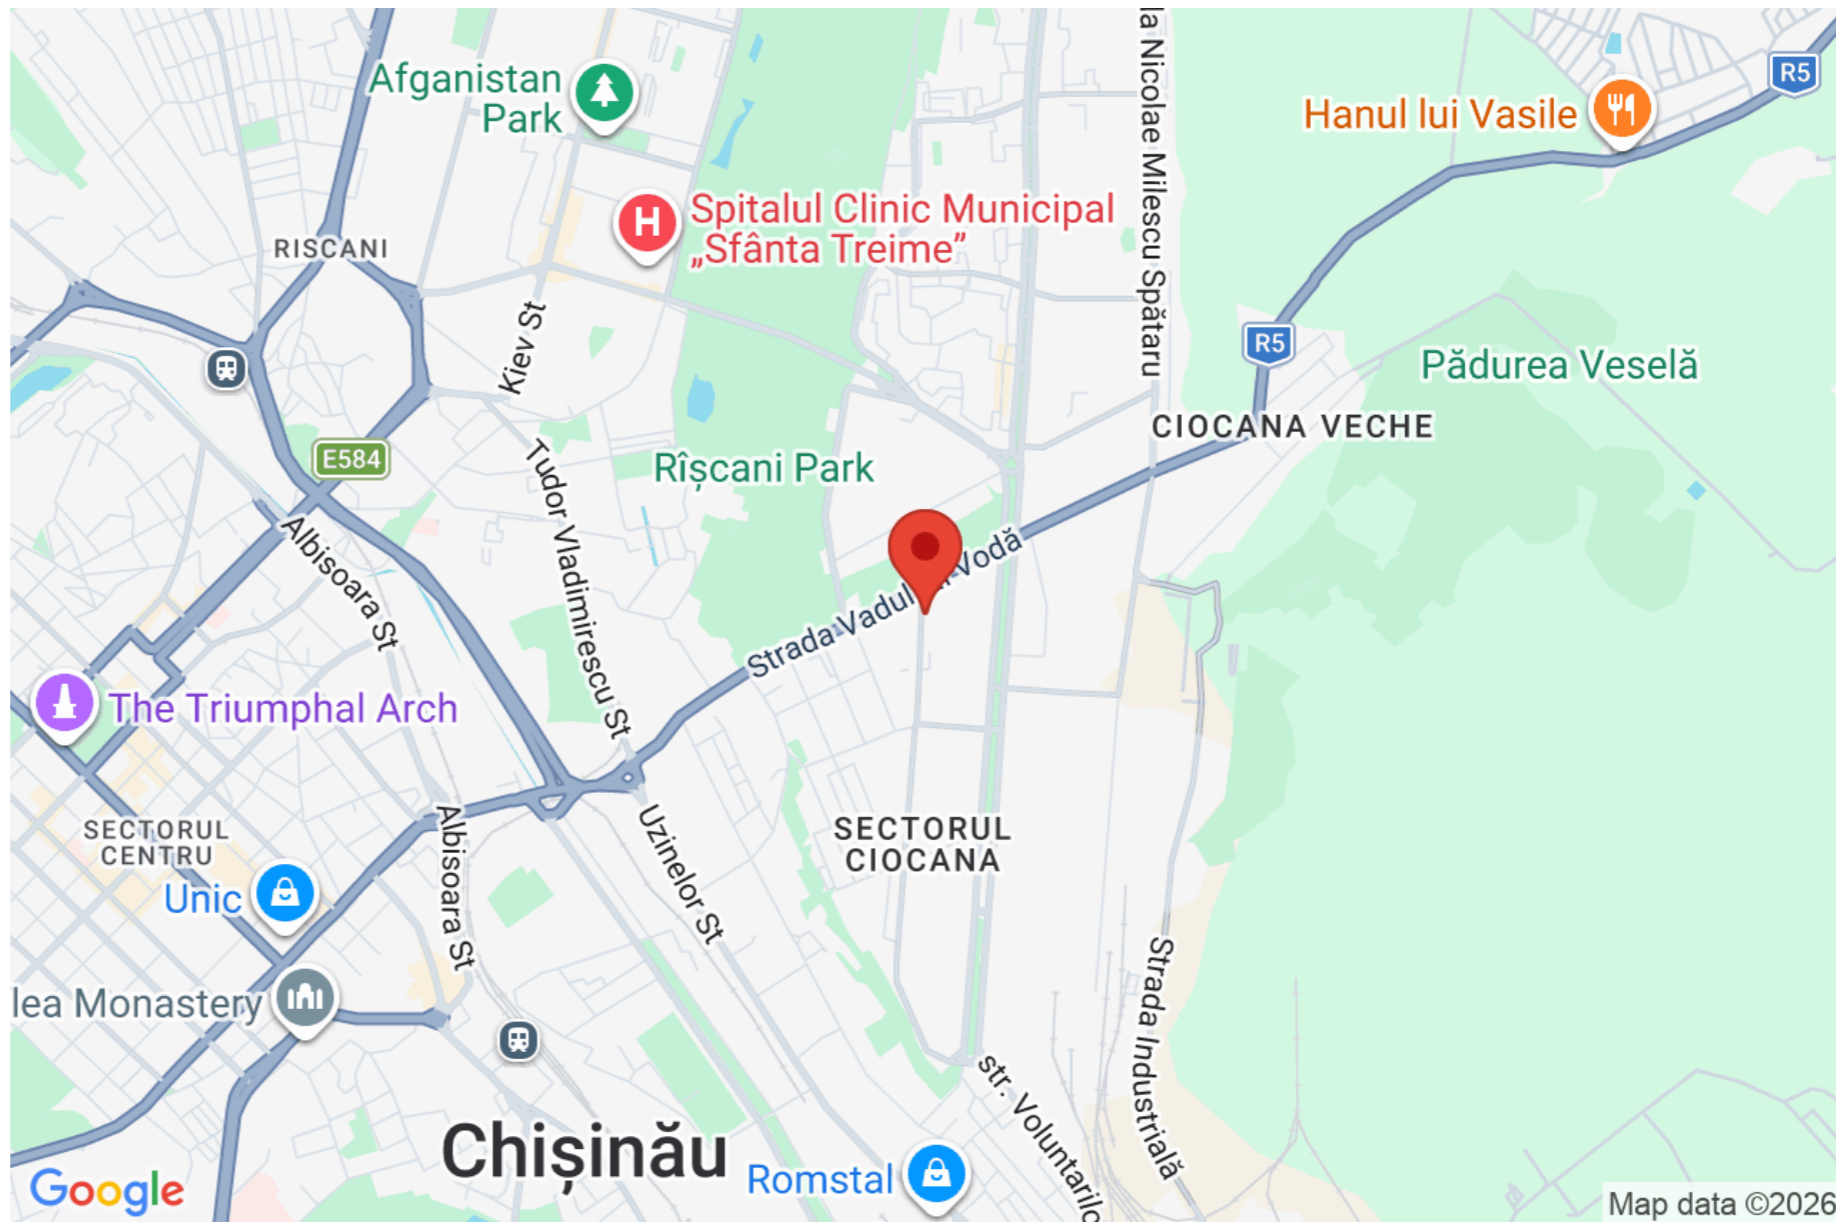 la Nicolae Milescu Spătaru
Afganistan
Park
R5
Hanul lui Vasile
Spitalul Clinic Municipal
„Sfânta Treime”
RISCANI
Kiev St
R5
Pădurea Veselă
CIOCANA VECHE
E584
Rîșcani Park
Tudor Vladimirescu St
Albisoara St
Strada Vadul lui Vodă
The Triumphal Arch
SECTORUL
CENTRU
Albisoara St
Uzinelor St
SECTORUL
CIOCANA
Unic
Strada Industrială
lea Monastery
str. Voluntarilo
Chișinău
Romstal
Google
Map data ©2026